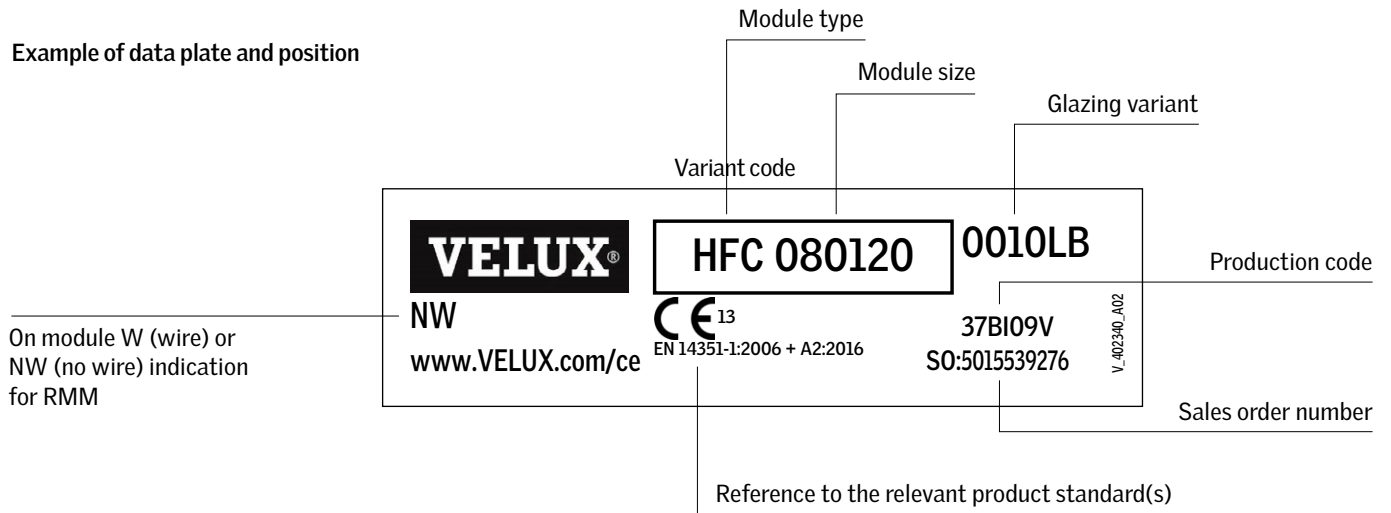 Module type
Example of data plate and position
Module size
Glazing variant
Variant code
VELUX®
HFC 080120
0010LB
Production code
NW
CE 13
37BI09V
V_402340_A02
On module W (wire) or
NW (no wire) indication
for RMM
www.VELUX.com/ce
EN 14351-1:2006 + A2:2016
SO:5015539276
Sales order number
Reference to the relevant product standard(s)